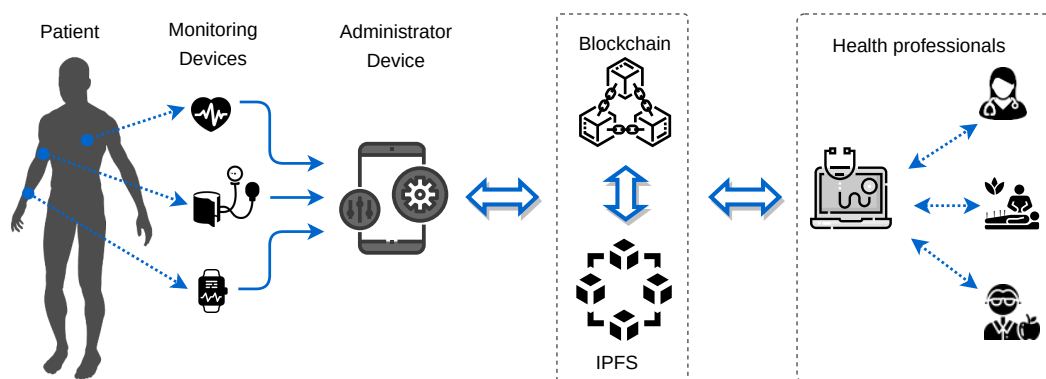 Patient
Monitoring
Devices
Administrator
Device
Blockchain
IPFS
Health professionals